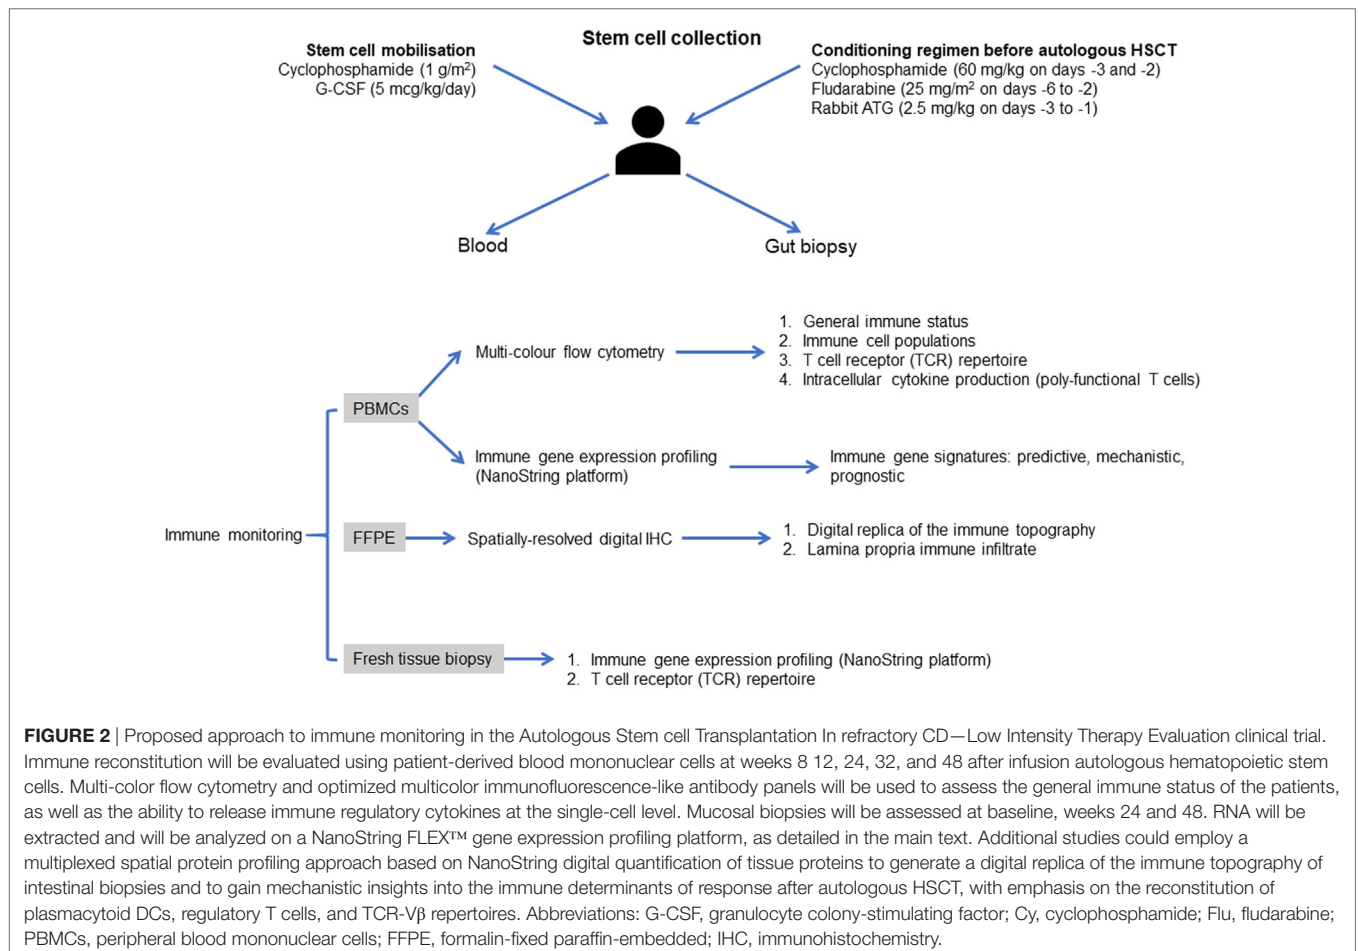 Stem cell collection
Stem cell mobilisation
Cyclophosphamide (1 g/m²)
G-CSF (5 mcg/kg/day)
Conditioning regimen before autologous HSCT
Cyclophosphamide (60 mg/kg on days -3 and -2)
Fludarabine (25 mg/m² on days -6 to -2)
Rabbit ATG (2.5 mg/kg on days -3 to -1)
Blood
Gut biopsy
Immune monitoring
PBMCs
Multi-colour flow cytometry
1. General immune status
2. Immune cell populations
3. T cell receptor (TCR) repertoire
4. Intracellular cytokine production (poly-functional T cells)
Immune gene expression profiling
(NanoString platform)
Immune gene signatures: predictive, mechanistic,
prognostic
FFPE
Spatially-resolved digital IHC
1. Digital replica of the immune topography
2. Lamina propria immune infiltrate
Fresh tissue biopsy
1. Immune gene expression profiling (NanoString platform)
2. T cell receptor (TCR) repertoire
FIGURE 2 | Proposed approach to immune monitoring in the Autologous Stem cell Transplantation In refractory CD—Low Intensity Therapy Evaluation clinical trial.
Immune reconstitution will be evaluated using patient-derived blood mononuclear cells at weeks 8 12, 24, 32, and 48 after infusion autologous hematopoietic stem
cells. Multi-color flow cytometry and optimized multicolor immunofluorescence-like antibody panels will be used to assess the general immune status of the patients,
as well as the ability to release immune regulatory cytokines at the single-cell level. Mucosal biopsies will be assessed at baseline, weeks 24 and 48. RNA will be
extracted and will be analyzed on a NanoString FLEX™ gene expression profiling platform, as detailed in the main text. Additional studies could employ a
multiplexed spatial protein profiling approach based on NanoString digital quantification of tissue proteins to generate a digital replica of the immune topography of
intestinal biopsies and to gain mechanistic insights into the immune determinants of response after autologous HSCT, with emphasis on the reconstitution of
plasmacytoid DCs, regulatory T cells, and TCR-Vβ repertoires. Abbreviations: G-CSF, granulocyte colony-stimulating factor; Cy, cyclophosphamide; Flu, fludarabine;
PBMCs, peripheral blood mononuclear cells; FFPE, formalin-fixed paraffin-embedded; IHC, immunohistochemistry.